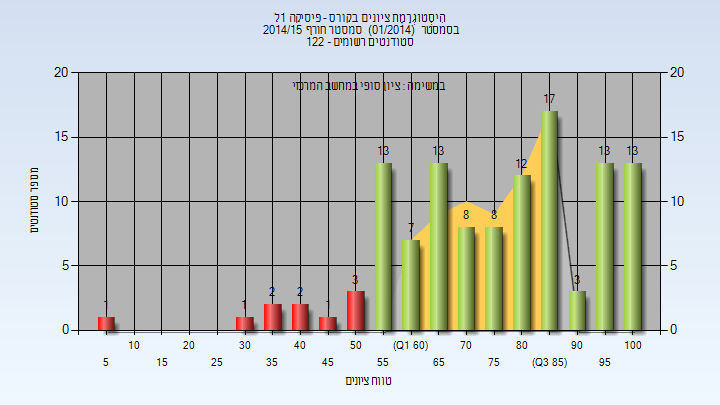 היסטוגרמת ציונים בקורס - פיסיקה 1ל
בסמסטר (01/2014) סמסטר חורף 2014/15
סטודנטים רשומים - 122
במשימה : ציון סופי במחשב המרכזי
20 20
15 15
10 10
5 5
0 0
מספר סטודנטים
1 1 2 2 1 3 13 7 13 8 8 12 17 3 13 13
10 20 30 40 50 (Q1 60) 70 80 90 100
5 15 25 35 45 55 65 75 (Q3 85) 95
טווח ציונים